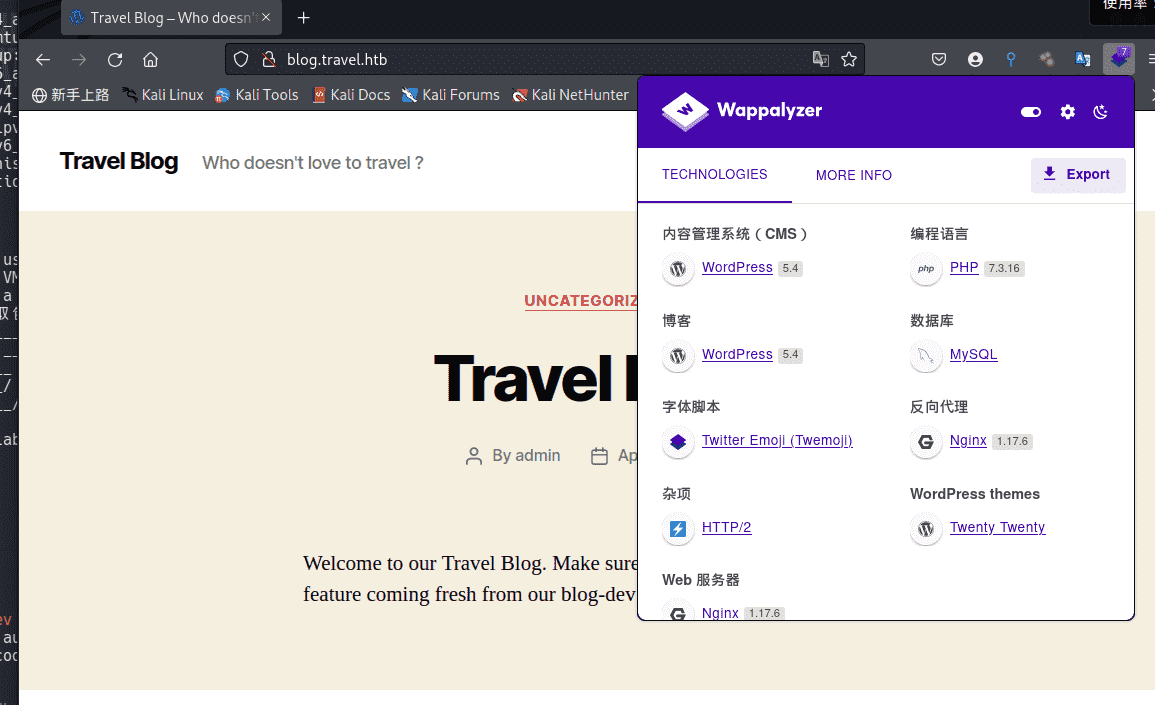 使用率
Travel Blog – Who doesn't
7
blog.travel.htb
新手上路
Kali Linux
Kali Tools
Kali Docs
Kali Forums
Kali NetHunter
Wappalyzer
Travel Blog
Who doesn't love to travel ?
TECHNOLOGIES
MORE INFO
Export
内容管理系统（CMS）
WordPress 5.4
编程语言
php PHP 7.3.16
博客
WordPress 5.4
数据库
MySQL
字体脚本
Twitter Emoji (Twemoji)
反向代理
Nginx 1.17.6
杂项
HTTP/2
WordPress themes
Twenty Twenty
Web 服务器
Nginx 1.17.6
UNCATEGORIZ
Travel
By admin
Ap
Welcome to our Travel Blog. Make sure
feature coming fresh from our blog-dev